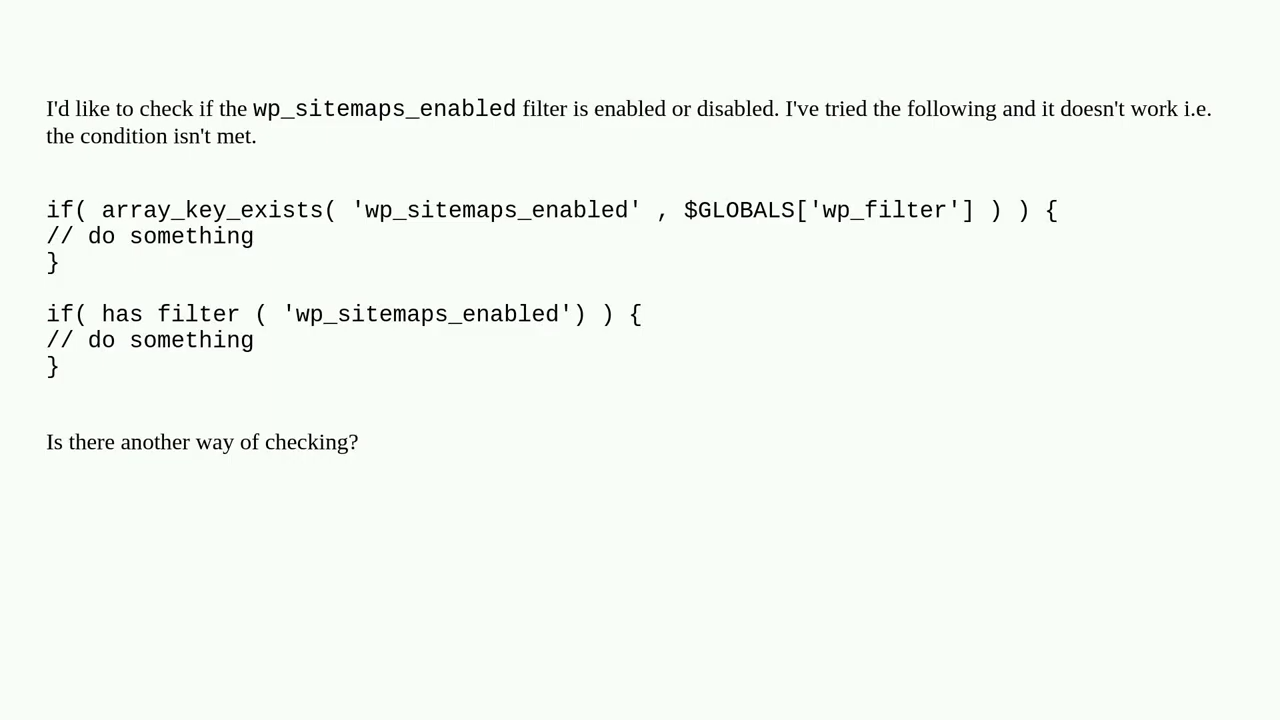 I'd like to check if the wp_sitemaps_enabled filter is enabled or disabled. I've tried the following and it doesn't work i.e.
the condition isn't met.
if( array_key_exists( 'wp_sitemaps_enabled' , $GLOBALS['wp_filter'] ) ) {
// do something
}
if( has filter ( 'wp_sitemaps_enabled') ) {
// do something
}
Is there another way of checking?